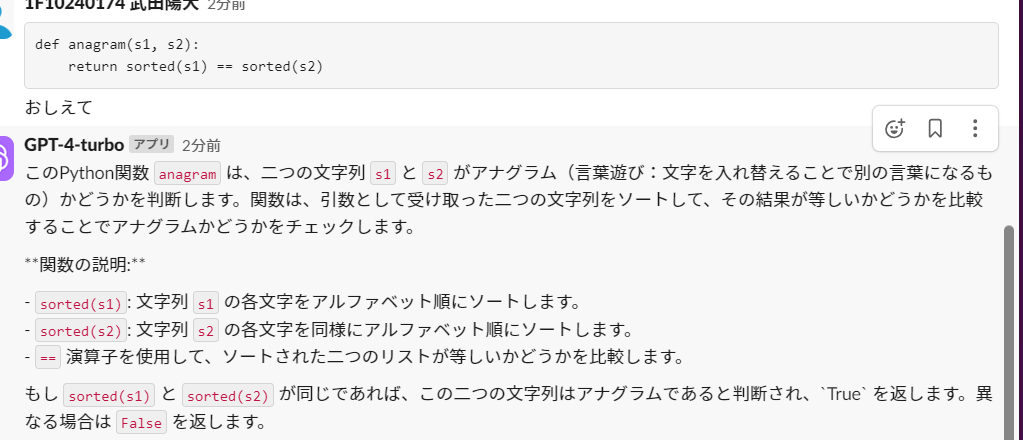 1F10240174 武田陽大 2分前
def anagram(s1, s2):
    return sorted(s1) == sorted(s2)
おしえて
GPT-4-turbo アプリ 2分前
このPython関数 anagram は、二つの文字列 s1 と s2 がアナグラム（言葉遊び：文字を入れ替えることで別の言葉になるも
の）かどうかを判断します。関数は、引数として受け取った二つの文字列をソートして、その結果が等しいかどうかを比較
することでアナグラムかどうかをチェックします。
**関数の説明:**
- sorted(s1): 文字列 s1 の各文字をアルファベット順にソートします。
- sorted(s2): 文字列 s2 の各文字を同様にアルファベット順にソートします。
- == 演算子を使用して、ソートされた二つのリストが等しいかどうかを比較します。
もし sorted(s1) と sorted(s2) が同じであれば、この二つの文字列はアナグラムであると判断され、`True` を返します。異
なる場合は False を返します。